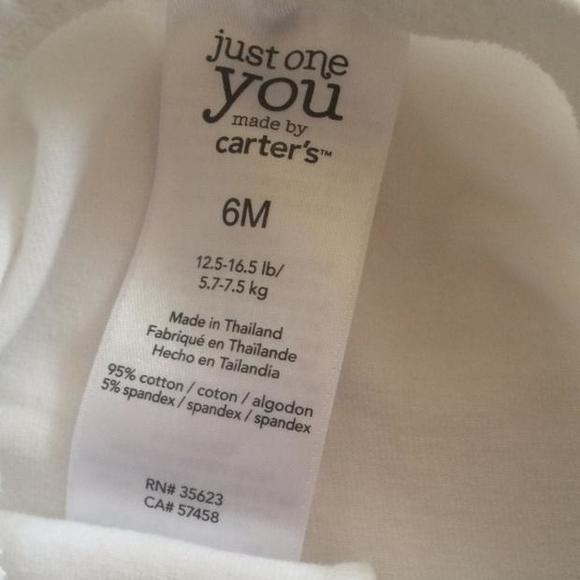 just one
you
made by
carter's™
6M
12.5-16.5 lb/
5.7-7.5 kg
Made in Thailand
Fabriqué en Thaïlande
Hecho en Tailandia
95% cotton / coton / algodon
5% spandex / spandex / spandex
RN# 35623
CA# 57458